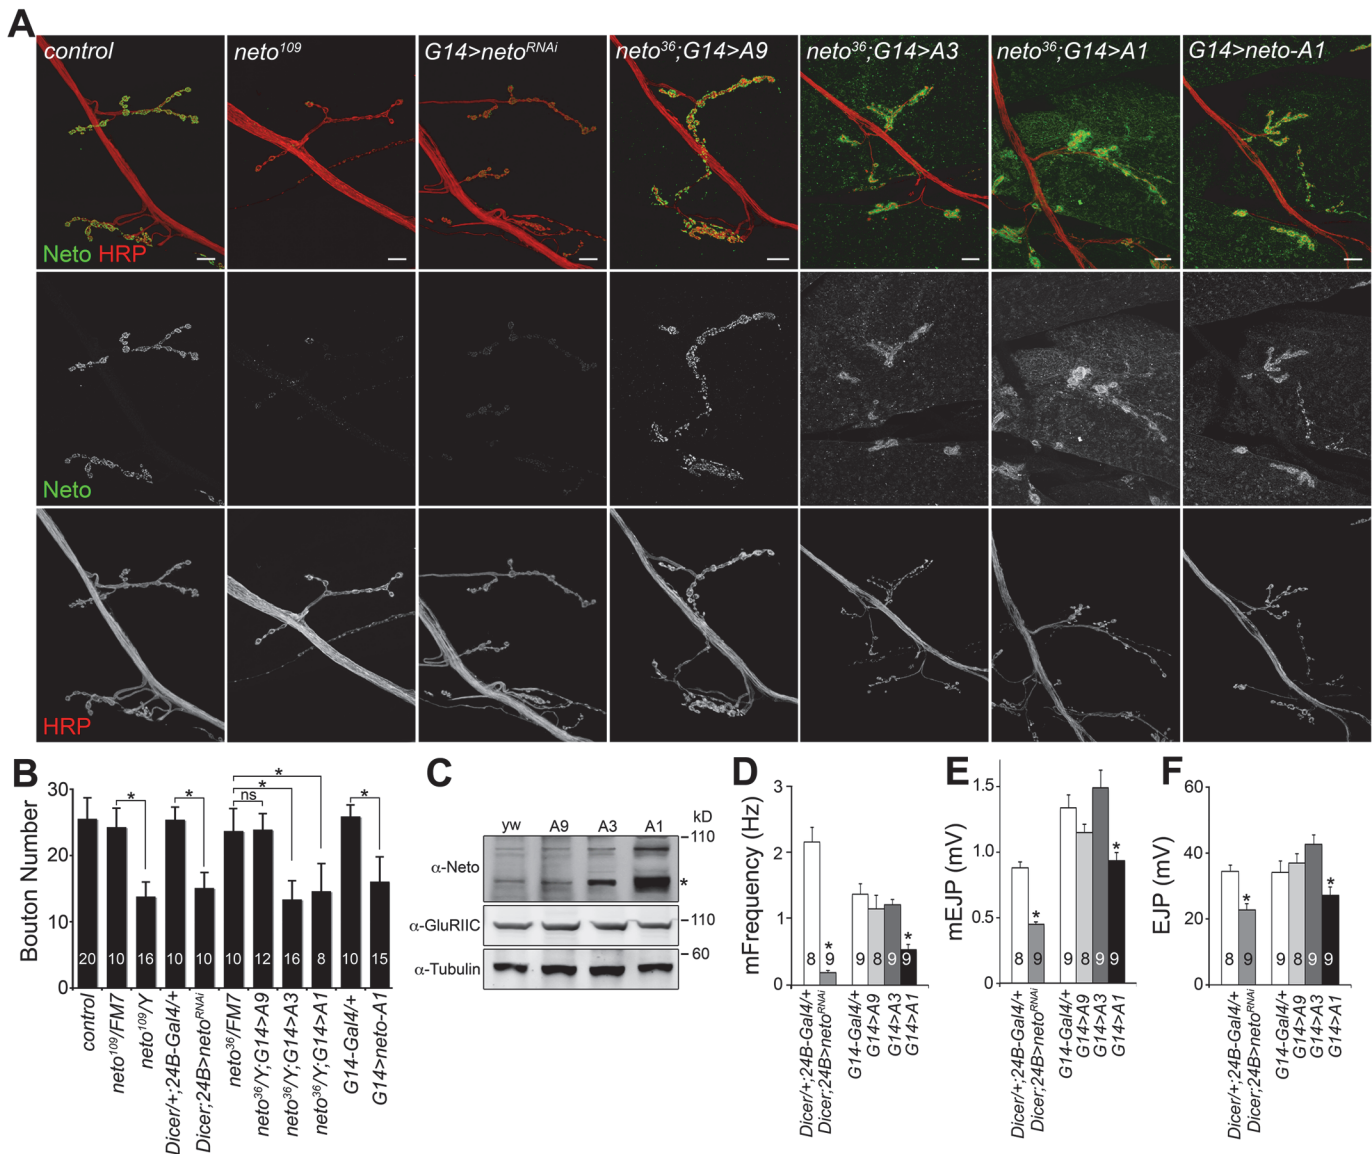 A
control
neto109
G14>netoRNAi
neto36;G14>A9
neto36;G14>A3
neto36;G14>A1
G14>neto-A1
Neto HRP
Neto
HRP
B
Bouton Number
30
20
10
0
* * ns * * *
20 10 16 10 15 10 12 16 8 10 15
control
neto109/FM7
neto109/Y
Dicer/+;24B-Gal4/+
Dicer;24B>netoRNAi
neto36/FM7
neto36/Y;G14>A9
neto36/Y;G14>A3
neto36/Y;G14>A1
G14-Gal4/+
G14>neto-A1
C
yw A9 A3 A1 kD
α-Neto
110
*
α-GluRIIC
110
α-Tubulin
60
D
mFrequency (Hz)
3
2
1
0
* *
8 9 9 8 9 9
Dicer/+;24B-Gal4/+
Dicer;24B>netoRNAi
G14-Gal4/+
G14>A9
G14>A3
G14>A1
E
mEJP (mV)
1.5
1.0
0.5
0
* *
8 9 9 8 9 9
Dicer/+;24B-Gal4/+
Dicer;24B>netoRNAi
G14-Gal4/+
G14>A9
G14>A3
G14>A1
F
EJP (mV)
60
40
20
0
* *
8 9 9 8 9 9
Dicer/+;24B-Gal4/+
Dicer;24B>netoRNAi
G14-Gal4/+
G14>A9
G14>A3
G14>A1